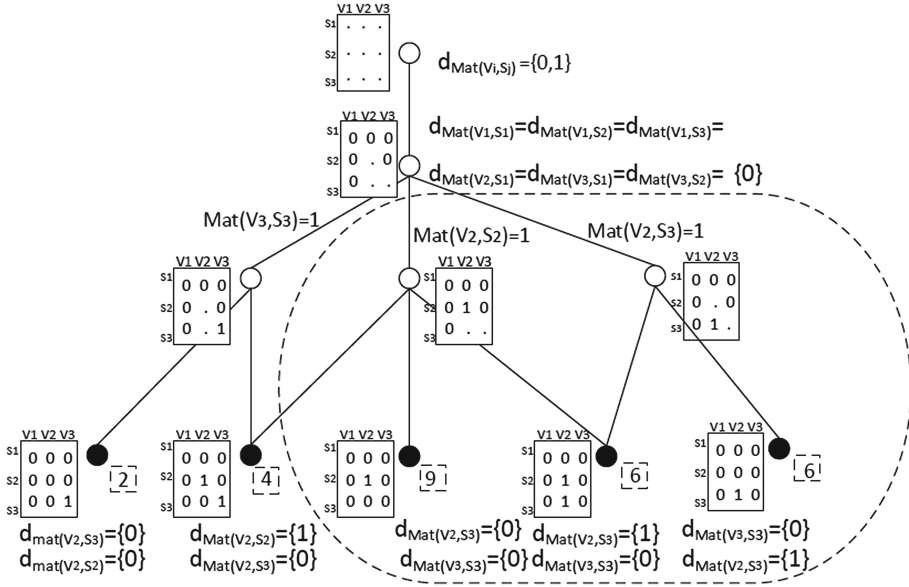 V1 V2 V3
S1 . . .
S2 . . .
S3 . . .
dMat(Vi,Sj) ={0,1}
V1 V2 V3
S1 0 0 0
S2 0 . 0
S3 0 . .
dMat(V1,S1)=dMat(V1,S2)=dMat(V1,S3)=
dMat(V2,S1)=dMat(V3,S1)=dMat(V3,S2)= {0}
Mat(V3,S3)=1
Mat(V2,S2)=1
Mat(V2,S3)=1
V1 V2 V3
S1 0 0 0
S2 0 . 0
S3 0 . 1
V1 V2 V3
S1 0 0 0
S2 0 1 0
S3 0 . .
V1 V2 V3
S1 0 0 0
S2 0 . 0
S3 0 1 .
V1 V2 V3
S1 0 0 0
S2 0 0 0
S3 0 0 1
2
V1 V2 V3
S1 0 0 0
S2 0 1 0
S3 0 0 1
4
V1 V2 V3
S1 0 0 0
S2 0 1 0
S3 0 0 0
9
V1 V2 V3
S1 0 0 0
S2 0 1 0
S3 0 1 0
6
V1 V2 V3
S1 0 0 0
S2 0 0 0
S3 0 1 0
6
dmat(V2,S3)={0}
dmat(V2,S2)={0}
dMat(V2,S2)={1}
dMat(V2,S3)={0}
dMat(V2,S3)={0}
dMat(V3,S3)={0}
dMat(V2,S3)={1}
dMat(V3,S3)={0}
dMat(V3,S3)={0}
dMat(V2,S3)={1}